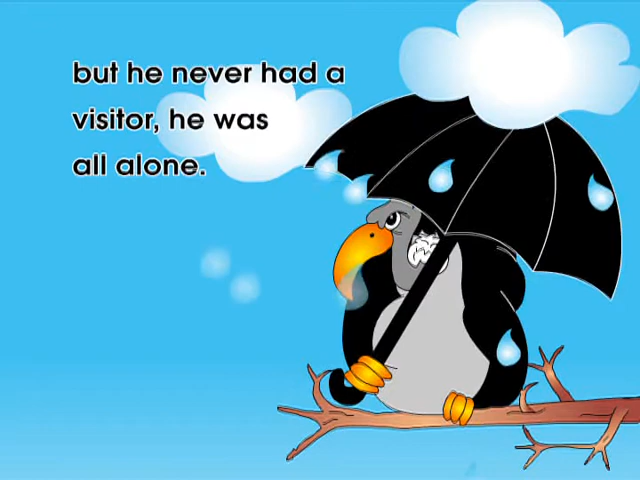 but he never had a
visitor, he was
all alone.